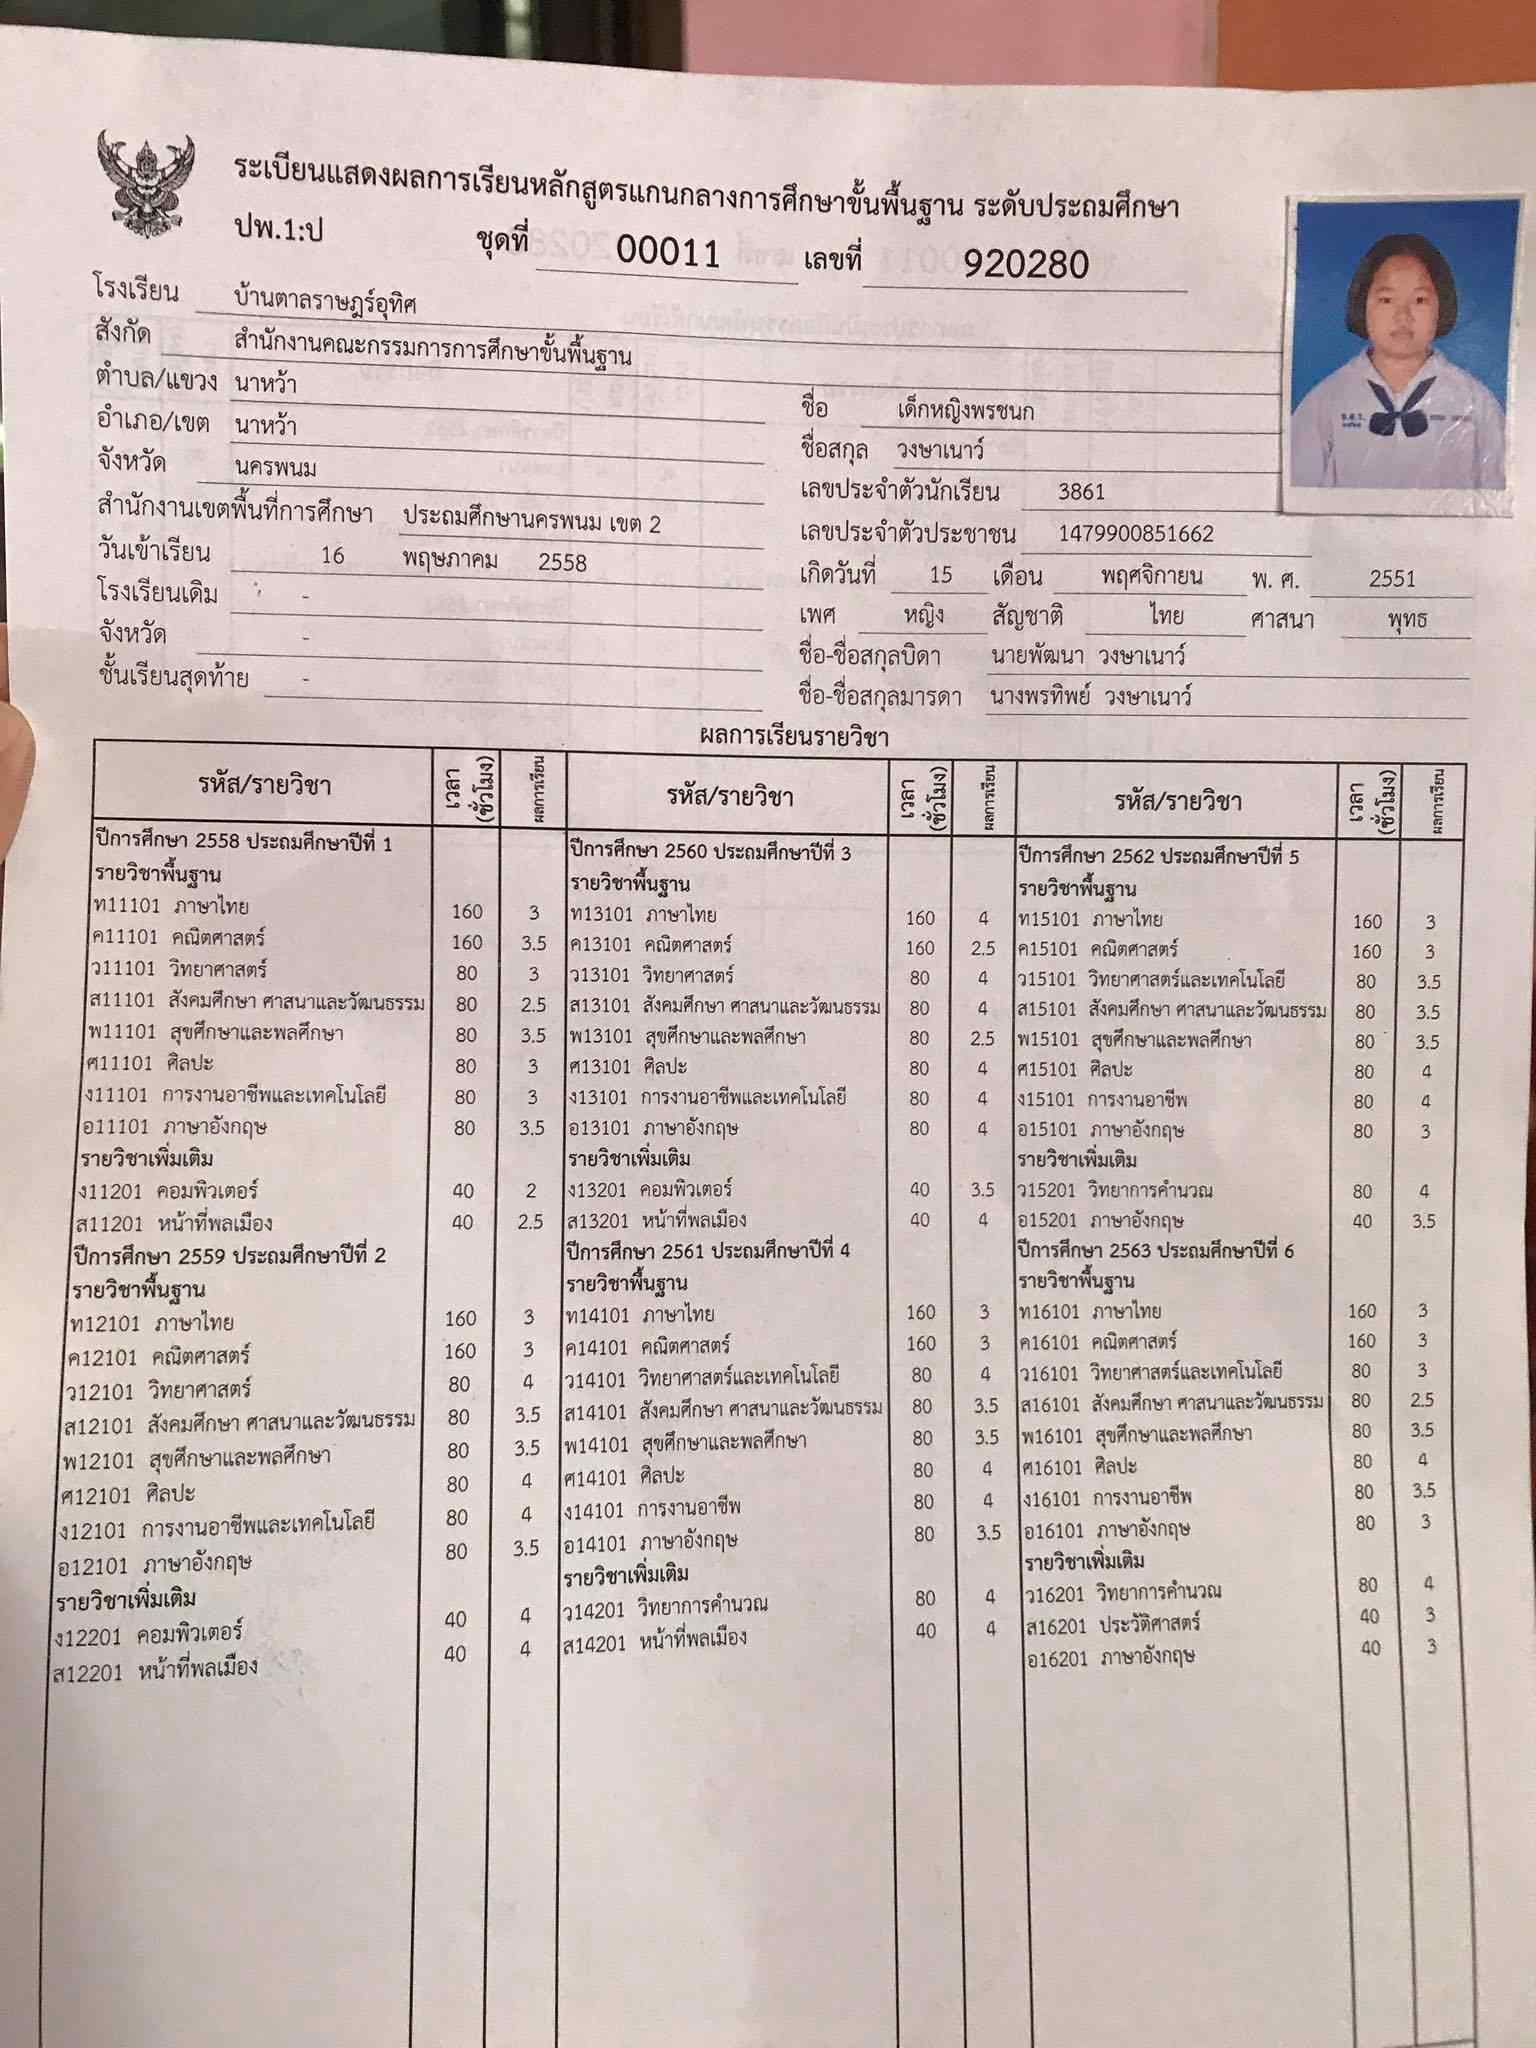 ระเบียนแสดงผลการเรียนหลักสูตรแกนกลางการศึกษาขั้นพื้นฐาน ระดับประถมศึกษา
ปพ.1:ป ชุดที่ 00011 เลขที่ 920280
โรงเรียน บ้านตาลราษฎร์อุทิศ
สังกัด สำนักงานคณะกรรมการการศึกษาขั้นพื้นฐาน
ตำบล/แขวง นาหว้า
อำเภอ/เขต นาหว้า
จังหวัด นครพนม
สำนักงานเขตพื้นที่การศึกษา ประถมศึกษานครพนม เขต 2
วันเข้าเรียน 16 พฤษภาคม 2558
โรงเรียนเดิม -
จังหวัด -
ชั้นเรียนสุดท้าย -
ชื่อ เด็กหญิงพรชนก
ชื่อสกุล วงษาเนาว์
เลขประจำตัวนักเรียน 3861
เลขประจำตัวประชาชน 1479900851662
เกิดวันที่ 15 เดือน พฤศจิกายน พ. ศ. 2551
เพศ หญิง สัญชาติ ไทย ศาสนา พุทธ
ชื่อ-ชื่อสกุลบิดา นายพัฒนา วงษาเนาว์
ชื่อ-ชื่อสกุลมารดา นางพรทิพย์ วงษาเนาว์
ผลการเรียนรายวิชา
รหัส/รายวิชา เวลา (ชั่วโมง) ผลการเรียน
ปีการศึกษา 2558 ประถมศึกษาปีที่ 1
รายวิชาพื้นฐาน
ท11101 ภาษาไทย 160 3
ค11101 คณิตศาสตร์ 160 3.5
ว11101 วิทยาศาสตร์ 80 3
ส11101 สังคมศึกษา ศาสนาและวัฒนธรรม 80 2.5
พ11101 สุขศึกษาและพลศึกษา 80 3.5
ศ11101 ศิลปะ 80 3
ง11101 การงานอาชีพและเทคโนโลยี 80 3
อ11101 ภาษาอังกฤษ 80 3.5
รายวิชาเพิ่มเติม
ง11201 คอมพิวเตอร์ 40 2
ส11201 หน้าที่พลเมือง 40 2.5
ปีการศึกษา 2559 ประถมศึกษาปีที่ 2
รายวิชาพื้นฐาน
ท12101 ภาษาไทย 160 3
ค12101 คณิตศาสตร์ 160 3
ว12101 วิทยาศาสตร์ 80 4
ส12101 สังคมศึกษา ศาสนาและวัฒนธรรม 80 3.5
พ12101 สุขศึกษาและพลศึกษา 80 3.5
ศ12101 ศิลปะ 80 4
ง12101 การงานอาชีพและเทคโนโลยี 80 4
อ12101 ภาษาอังกฤษ 80 3.5
รายวิชาเพิ่มเติม
ง12201 คอมพิวเตอร์ 40 4
ส12201 หน้าที่พลเมือง 40 4
รหัส/รายวิชา เวลา (ชั่วโมง) ผลการเรียน
ปีการศึกษา 2560 ประถมศึกษาปีที่ 3
รายวิชาพื้นฐาน
ท13101 ภาษาไทย 160 4
ค13101 คณิตศาสตร์ 160 2.5
ว13101 วิทยาศาสตร์ 80 4
ส13101 สังคมศึกษา ศาสนาและวัฒนธรรม 80 4
พ13101 สุขศึกษาและพลศึกษา 80 2.5
ศ13101 ศิลปะ 80 4
ง13101 การงานอาชีพและเทคโนโลยี 80 4
อ13101 ภาษาอังกฤษ 80 4
รายวิชาเพิ่มเติม
ง13201 คอมพิวเตอร์ 40 3.5
ส13201 หน้าที่พลเมือง 40 4
ปีการศึกษา 2561 ประถมศึกษาปีที่ 4
รายวิชาพื้นฐาน
ท14101 ภาษาไทย 160 3
ค14101 คณิตศาสตร์ 160 3
ว14101 วิทยาศาสตร์และเทคโนโลยี 80 4
ส14101 สังคมศึกษา ศาสนาและวัฒนธรรม 80 3.5
พ14101 สุขศึกษาและพลศึกษา 80 3.5
ศ14101 ศิลปะ 80 4
ง14101 การงานอาชีพ 80 4
อ14101 ภาษาอังกฤษ 80 3.5
รายวิชาเพิ่มเติม
ว14201 วิทยาการคำนวณ 80 4
ส14201 หน้าที่พลเมือง 40 4
รหัส/รายวิชา เวลา (ชั่วโมง) ผลการเรียน
ปีการศึกษา 2562 ประถมศึกษาปีที่ 5
รายวิชาพื้นฐาน
ท15101 ภาษาไทย 160 3
ค15101 คณิตศาสตร์ 160 3
ว15101 วิทยาศาสตร์และเทคโนโลยี 80 3.5
ส15101 สังคมศึกษา ศาสนาและวัฒนธรรม 80 3.5
พ15101 สุขศึกษาและพลศึกษา 80 3.5
ศ15101 ศิลปะ 80 4
ง15101 การงานอาชีพ 80 4
อ15101 ภาษาอังกฤษ 80 3
รายวิชาเพิ่มเติม
ว15201 วิทยาการคำนวณ 80 4
อ15201 ภาษาอังกฤษ 40 3.5
ปีการศึกษา 2563 ประถมศึกษาปีที่ 6
รายวิชาพื้นฐาน
ท16101 ภาษาไทย 160 3
ค16101 คณิตศาสตร์ 160 3
ว16101 วิทยาศาสตร์และเทคโนโลยี 80 3
ส16101 สังคมศึกษา ศาสนาและวัฒนธรรม 80 2.5
พ16101 สุขศึกษาและพลศึกษา 80 3.5
ศ16101 ศิลปะ 80 4
ง16101 การงานอาชีพ 80 3.5
อ16101 ภาษาอังกฤษ 80 3
รายวิชาเพิ่มเติม
ว16201 วิทยาการคำนวณ 80 4
ส16201 ประวัติศาสตร์ 40 3
อ16201 ภาษาอังกฤษ 40 3